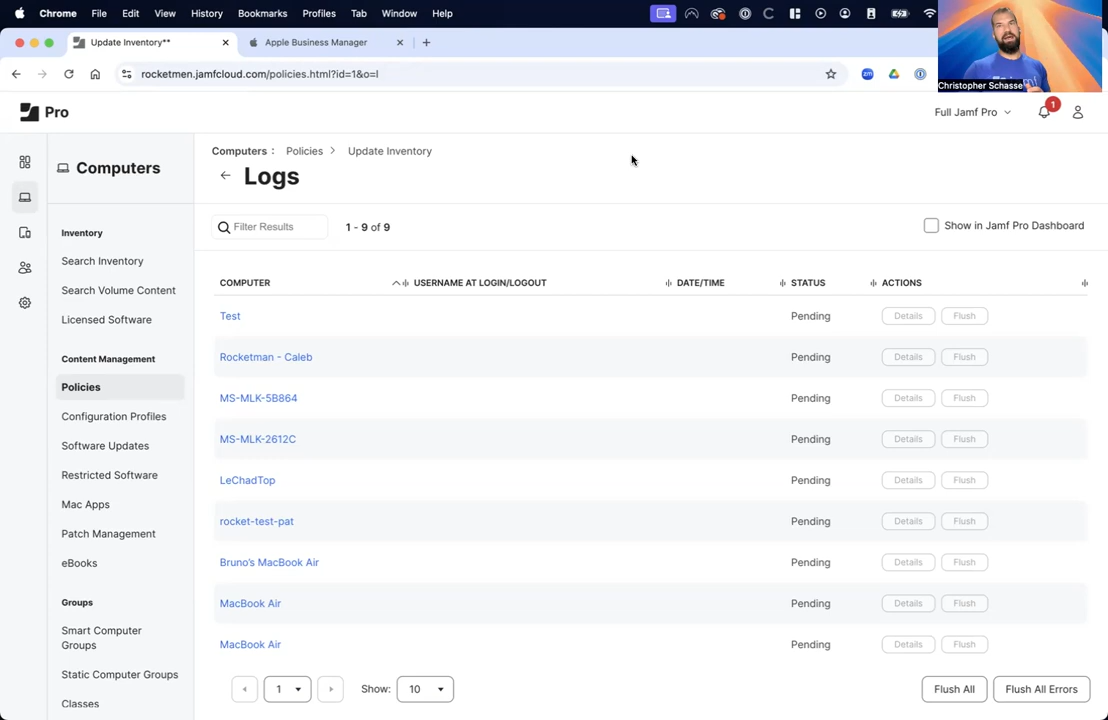 Chrome File Edit View History Bookmarks Profiles Tab Window Help
Update Inventory**
Apple Business Manager
rocketmen.jamfcloud.com/policies.html?id=1&o=l
zm
Christopher Schasse
Pro
Full Jamf Pro
1
Computers
Computers : Policies > Update Inventory
Logs
Filter Results
1 - 9 of 9
Show in Jamf Pro Dashboard
Inventory
Search Inventory
Search Volume Content
Licensed Software
Content Management
Policies
Configuration Profiles
Software Updates
Restricted Software
Mac Apps
Patch Management
eBooks
Groups
Smart Computer
Groups
Static Computer Groups
Classes
COMPUTER USERNAME AT LOGIN/LOGOUT DATE/TIME STATUS ACTIONS
Test Pending Details Flush
Rocketman - Caleb Pending Details Flush
MS-MLK-5B864 Pending Details Flush
MS-MLK-2612C Pending Details Flush
LeChadTop Pending Details Flush
rocket-test-pat Pending Details Flush
Bruno’s MacBook Air Pending Details Flush
MacBook Air Pending Details Flush
MacBook Air Pending Details Flush
1 Show: 10 Flush All Flush All Errors